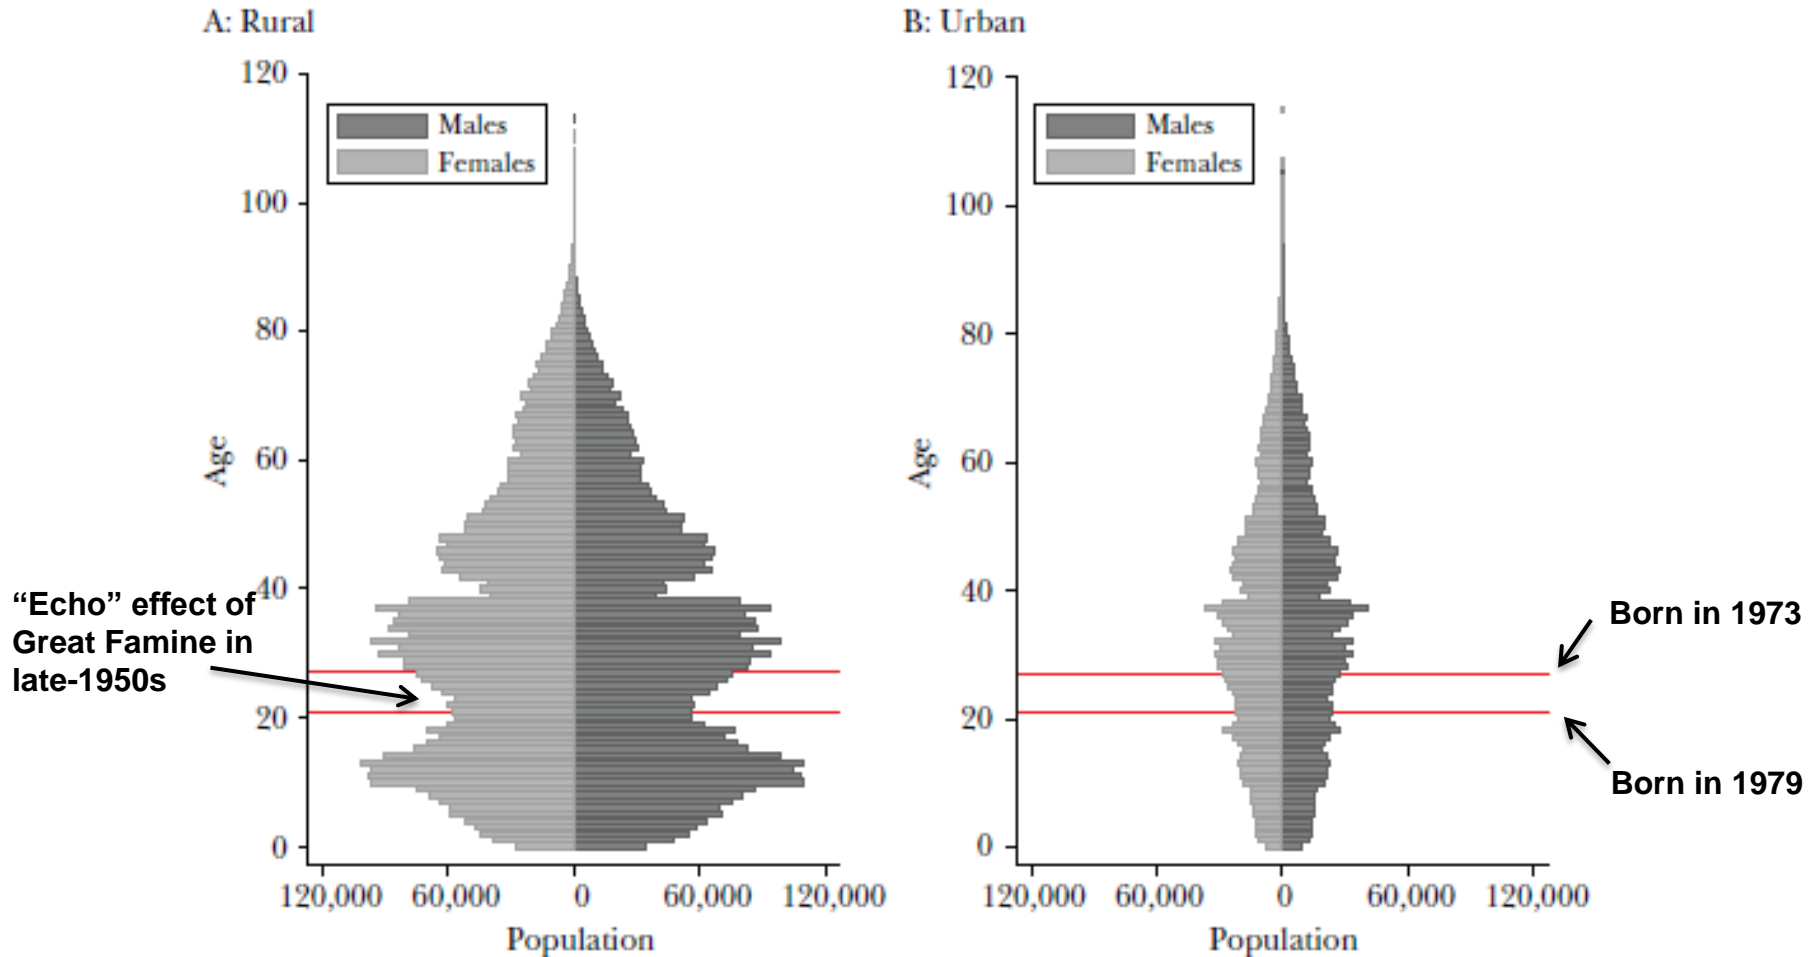 A: Rural
120
100
80
60
40
20
0
Age
Males
Females
120,000 60,000 0 60,000 120,000
Population
“Echo” effect of
Great Famine in
late-1950s
B: Urban
120
100
80
60
40
20
0
Age
Males
Females
120,000 60,000 0 60,000 120,000
Population
Born in 1973
Born in 1979